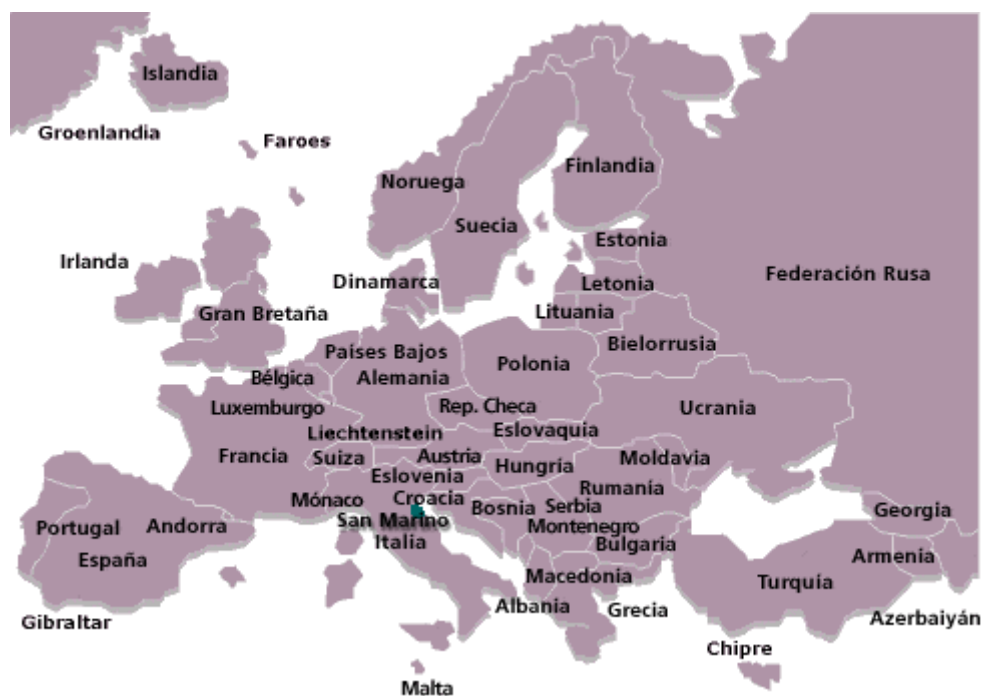 Islandia
Groenlandia
Faroes
Finlandia
Noruega
Suecia
Estonia
Irlanda
Federación Rusa
Dinamarca
Letonia
Gran Bretaña
Lituania
Bielorrusia
Países Bajos
Polonia
Bélgica
Alemania
Luxemburgo
Rep. Checa
Ucrania
Liechtenstein
Eslovaquia
Francia
Suiza
Austria
Hungría
Moldavia
Eslovenia
Rumanía
Mónaco
Croacia
Bosnia
Serbia
Georgia
Portugal
Andorra
San Marino
Montenegro
Italia
Bulgaria
Armenia
España
Macedonia
Turquía
Albania
Grecia
Gibraltar
Azerbaiyán
Chipre
Malta